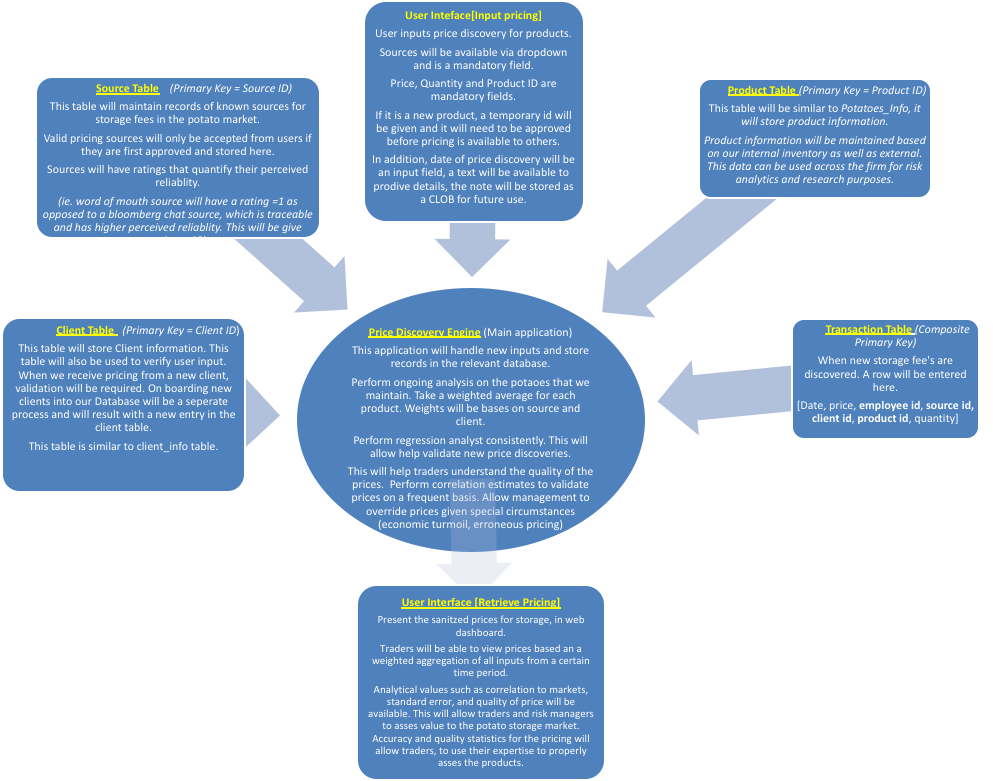 User Inteface[Input pricing]
User inputs price discovery for products.
Sources will be available via dropdown
and is a mandatory field.
Price, Quantity and Product ID are
mandatory fields.
If it is a new product, a temporary id will
be given and it will need to be approved
before pricing is available to others.
In addition, date of price discovery will be
an input field, a text will be available to
prodive details, the note will be stored as
a CLOB for future use.
Source Table (Primary Key = Source ID)
This table will maintain records of known sources for
storage fees in the potato market.
Valid pricing sources will only be accepted from users if
they are first approved and stored here.
Sources will have ratings that quantify their perceived
reliablity.
(ie. word of mouth source will have a rating =1 as
opposed to a bloomberg chat source, which is traceable
and has higher perceived reliablity. This will be give
Product Table (Primary Key = Product ID)
This table will be similar to Potatoes_Info, it
will store product information.
Product information will be maintained based
on our internal inventory as well as external.
This data can be used across the firm for risk
analytics and research purposes.
Client Table (Primary Key = Client ID)
This table will store Client information. This
table will also be used to verify user input.
When we receive pricing from a new client,
validation will be required. On boarding new
clients into our Database will be a seperate
process and will result with a new entry in the
client table.
This table is similar to client_info table.
Price Discovery Engine (Main application)
This application will handle new inputs and store
records in the relevant database.
Perform ongoing analysis on the potaoes that we
maintain. Take a weighted average for each
product. Weights will be bases on source and
client.
Perform regression analyst consistently. This will
allow help validate new price discoveries.
This will help traders understand the quality of the
prices. Perform correlation estimates to validate
prices on a frequent basis. Allow management to
override prices given special circumstances
(economic turmoil, erroneous pricing)
Transaction Table (Composite
Primary Key)
When new storage fee's are
discovered. A row will be entered
here.
[Date, price, employee id, source id,
client id, product id, quantity]
User Interface [Retrieve Pricing]
Present the sanitzed prices for storage, in web
dashboard.
Traders will be able to view prices based an a
weighted aggregation of all inputs from a certain
time period.
Analytical values such as correlation to markets,
standard error, and quality of price will be
available. This will allow traders and risk managers
to asses value to the potato storage market.
Accuracy and quality statistics for the pricing will
allow traders, to use their expertise to properly
asses the products.